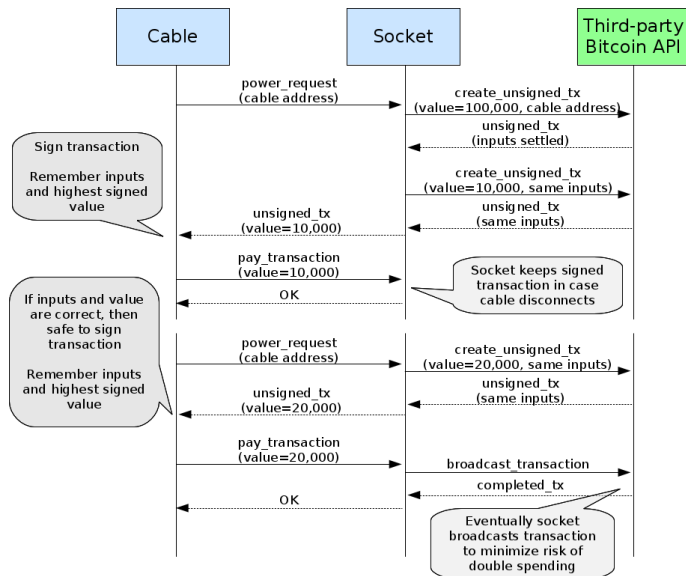 Cable
Socket
Third-party
Bitcoin API
power_request
(cable address)
create_unsigned_tx
(value=100,000, cable address)
unsigned_tx
(inputs settled)
Sign transaction
Remember inputs
and highest signed
value
create_unsigned_tx
(value=10,000, same inputs)
unsigned_tx
(same inputs)
unsigned_tx
(value=10,000)
pay_transaction
(value=10,000)
OK
Socket keeps signed
transaction in case
cable disconnects
If inputs and value
are correct, then
safe to sign
transaction
Remember inputs
and highest signed
value
power_request
(cable address)
create_unsigned_tx
(value=20,000, same inputs)
unsigned_tx
(same inputs)
unsigned_tx
(value=20,000)
pay_transaction
(value=20,000)
broadcast_transaction
completed_tx
OK
Eventually socket
broadcasts transaction
to minimize risk of
double spending